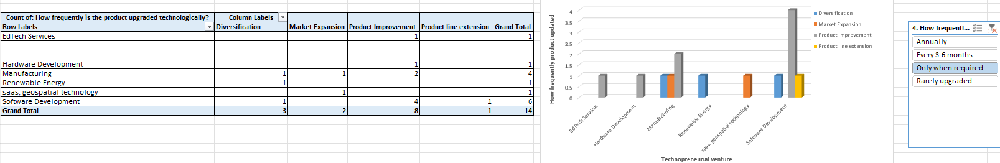 Count of: How frequently is the product upgraded technologically? Column Labels
Row Labels Diversification Market Expansion Product Improvement Product line extension Grand Total
EdTech Services 1 1
Hardware Development 1 1
Manufacturing 1 1 2 4
Renewable Energy 1 1
saas, geospatial technology 1 1
Software Development 1 4 1 6
Grand Total 3 2 8 1 14
How frequently product updated
4
3.5
3
2.5
2
1.5
1
0.5
0
EdTech Services
Hardware Development
Manufacturing
Renewable Energy
saas, geospatial technology
Software Development
Technopreneurial venture
Diversification
Market Expansion
Product Improvement
Product line extension
4. How frequentl...
Annually
Every 3-6 months
Only when required
Rarely upgraded